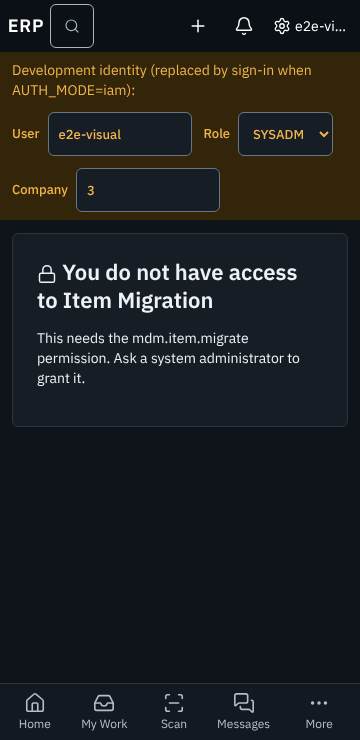 ERP
e2e-vi...
Development identity (replaced by sign-in when
AUTH_MODE=iam):
User e2e-visual Role SYSADM
Company 3
You do not have access
to Item Migration
This needs the mdm.item.migrate
permission. Ask a system administrator to
grant it.
Home My Work Scan Messages More